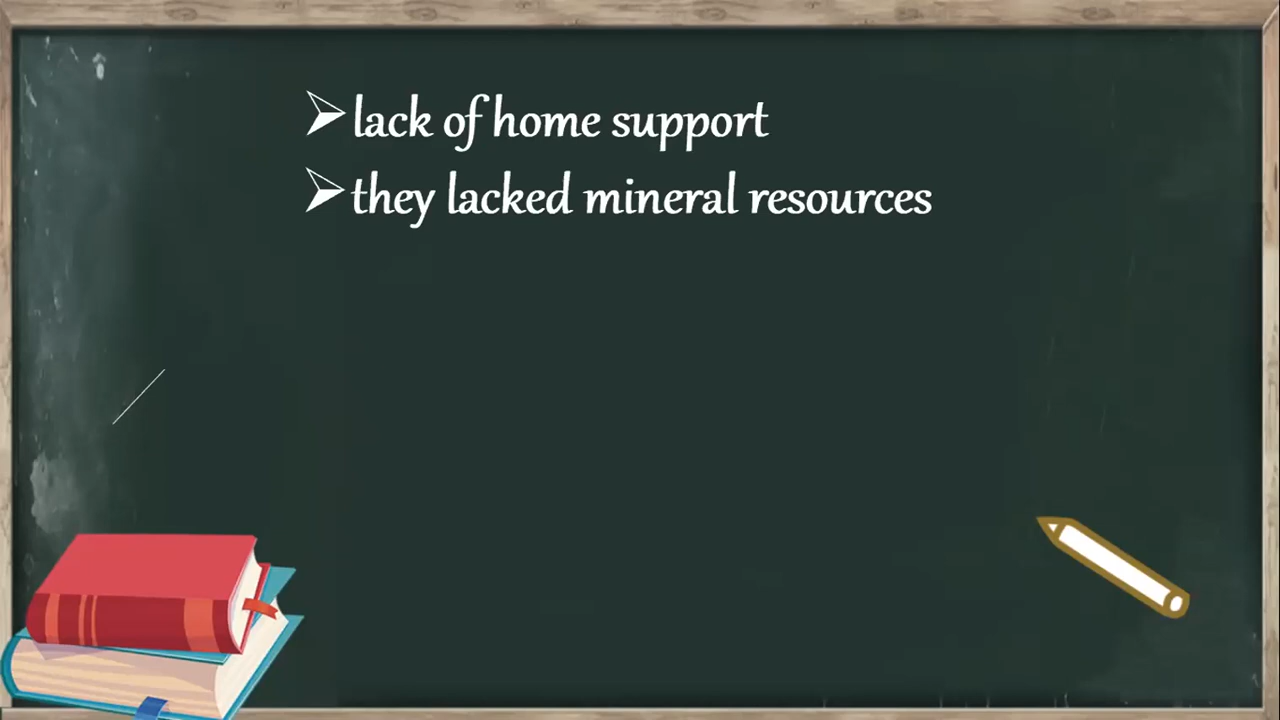 ➢lack of home support
➢they lacked mineral resources